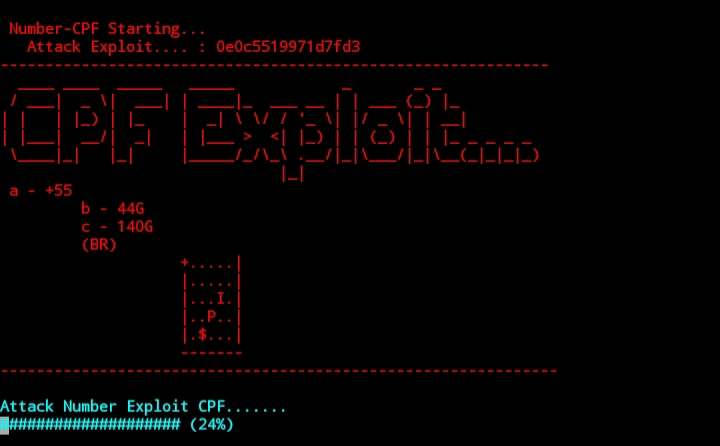 Number-CPF Starting...
Attack Exploit.... : 0e0c5519971d7fd3
------------------------------------------------------------
CPF Exploit...
a - +55
b - 44G
c - 140G
(BR)
+.....|
|.....|
|...I.|
|..P..|
|.$...|
-------
-------------------------------------------------------------
Attack Number Exploit CPF.......
#################### (24%)